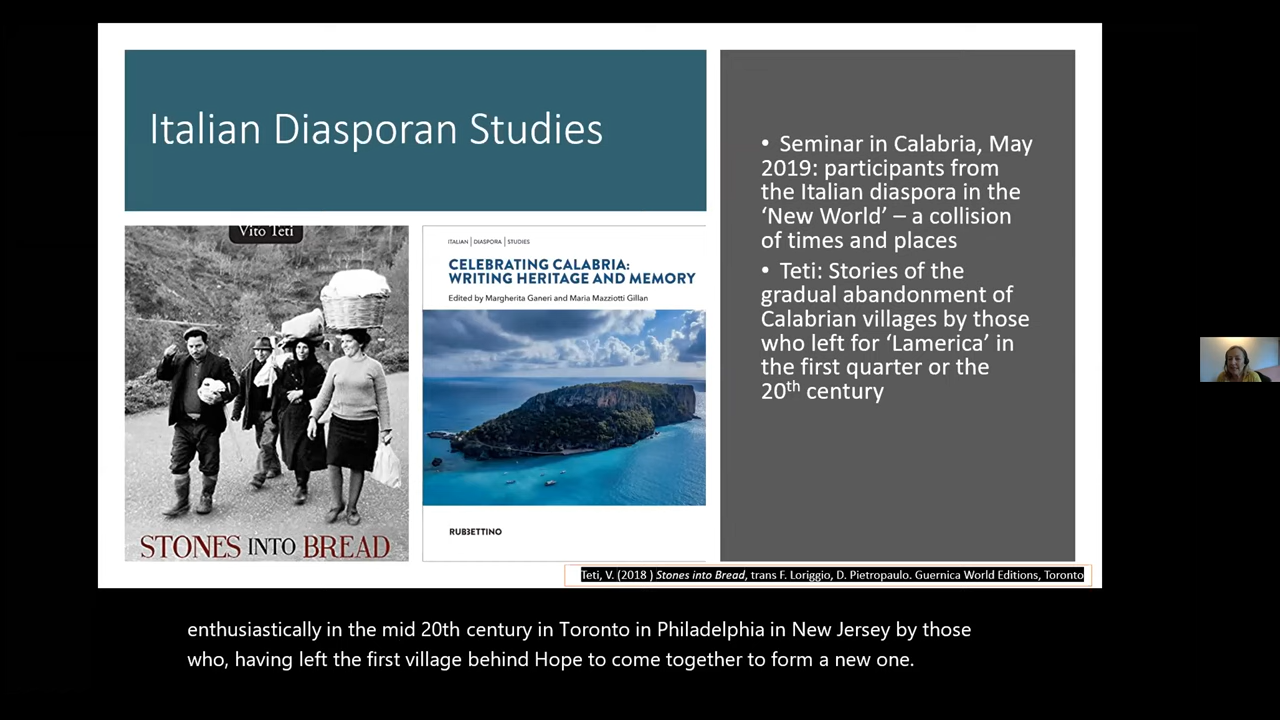 Italian Diasporan Studies
Vito Teti
STONES INTO BREAD
ITALIAN | DIASPORA | STUDIES
CELEBRATING CALABRIA:
WRITING HERITAGE AND MEMORY
Edited by Margherita Ganeri and Maria Mazziotti Gillan
RUBBETTINO
• Seminar in Calabria, May
2019: participants from
the Italian diaspora in the
‘New World’ – a collision
of times and places
• Teti: Stories of the
gradual abandonment of
Calabrian villages by those
who left for ‘Lamerica’ in
the first quarter or the
20th century
Teti, V. (2018 ) Stones into Bread, trans F. Loriggio, D. Pietropaulo. Guernica World Editions, Toronto
enthusiastically in the mid 20th century in Toronto in Philadelphia in New Jersey by those
who, having left the first village behind Hope to come together to form a new one.